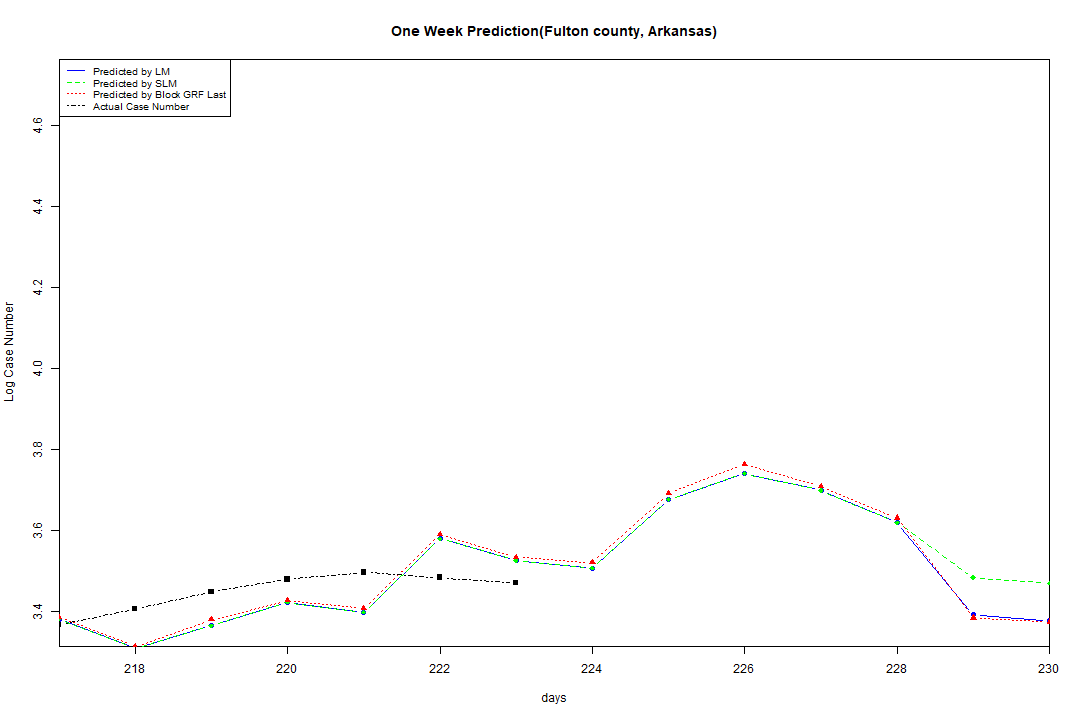 One Week Prediction(Fulton county, Arkansas)
Predicted by LM
Predicted by SLM
Predicted by Block GRF Last
Actual Case Number
4.6
4.4
4.2
4.0
3.8
3.6
3.4
Log Case Number
218 220 222 224 226 228 230
days